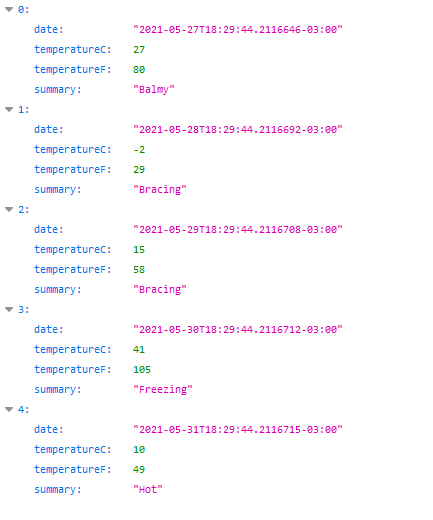 0:
date: "2021-05-27T18:29:44.2116646-03:00"
temperatureC: 27
temperatureF: 80
summary: "Balmy"
1:
date: "2021-05-28T18:29:44.2116692-03:00"
temperatureC: -2
temperatureF: 29
summary: "Bracing"
2:
date: "2021-05-29T18:29:44.2116708-03:00"
temperatureC: 15
temperatureF: 58
summary: "Bracing"
3:
date: "2021-05-30T18:29:44.2116712-03:00"
temperatureC: 41
temperatureF: 105
summary: "Freezing"
4:
date: "2021-05-31T18:29:44.2116715-03:00"
temperatureC: 10
temperatureF: 49
summary: "Hot"